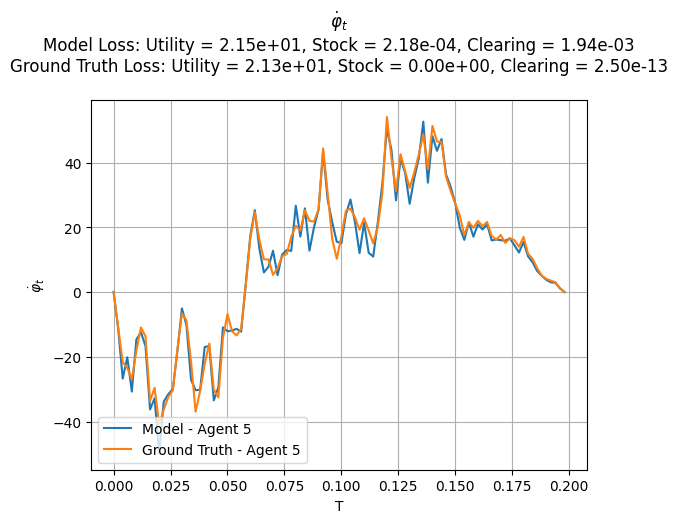 φ̇ₜ
Model Loss: Utility = 2.15e+01, Stock = 2.18e-04, Clearing = 1.94e-03
Ground Truth Loss: Utility = 2.13e+01, Stock = 0.00e+00, Clearing = 2.50e-13
40
20
0
−20
−40
φ̇ₜ
Model - Agent 5
Ground Truth - Agent 5
0.000 0.025 0.050 0.075 0.100 0.125 0.150 0.175 0.200
T